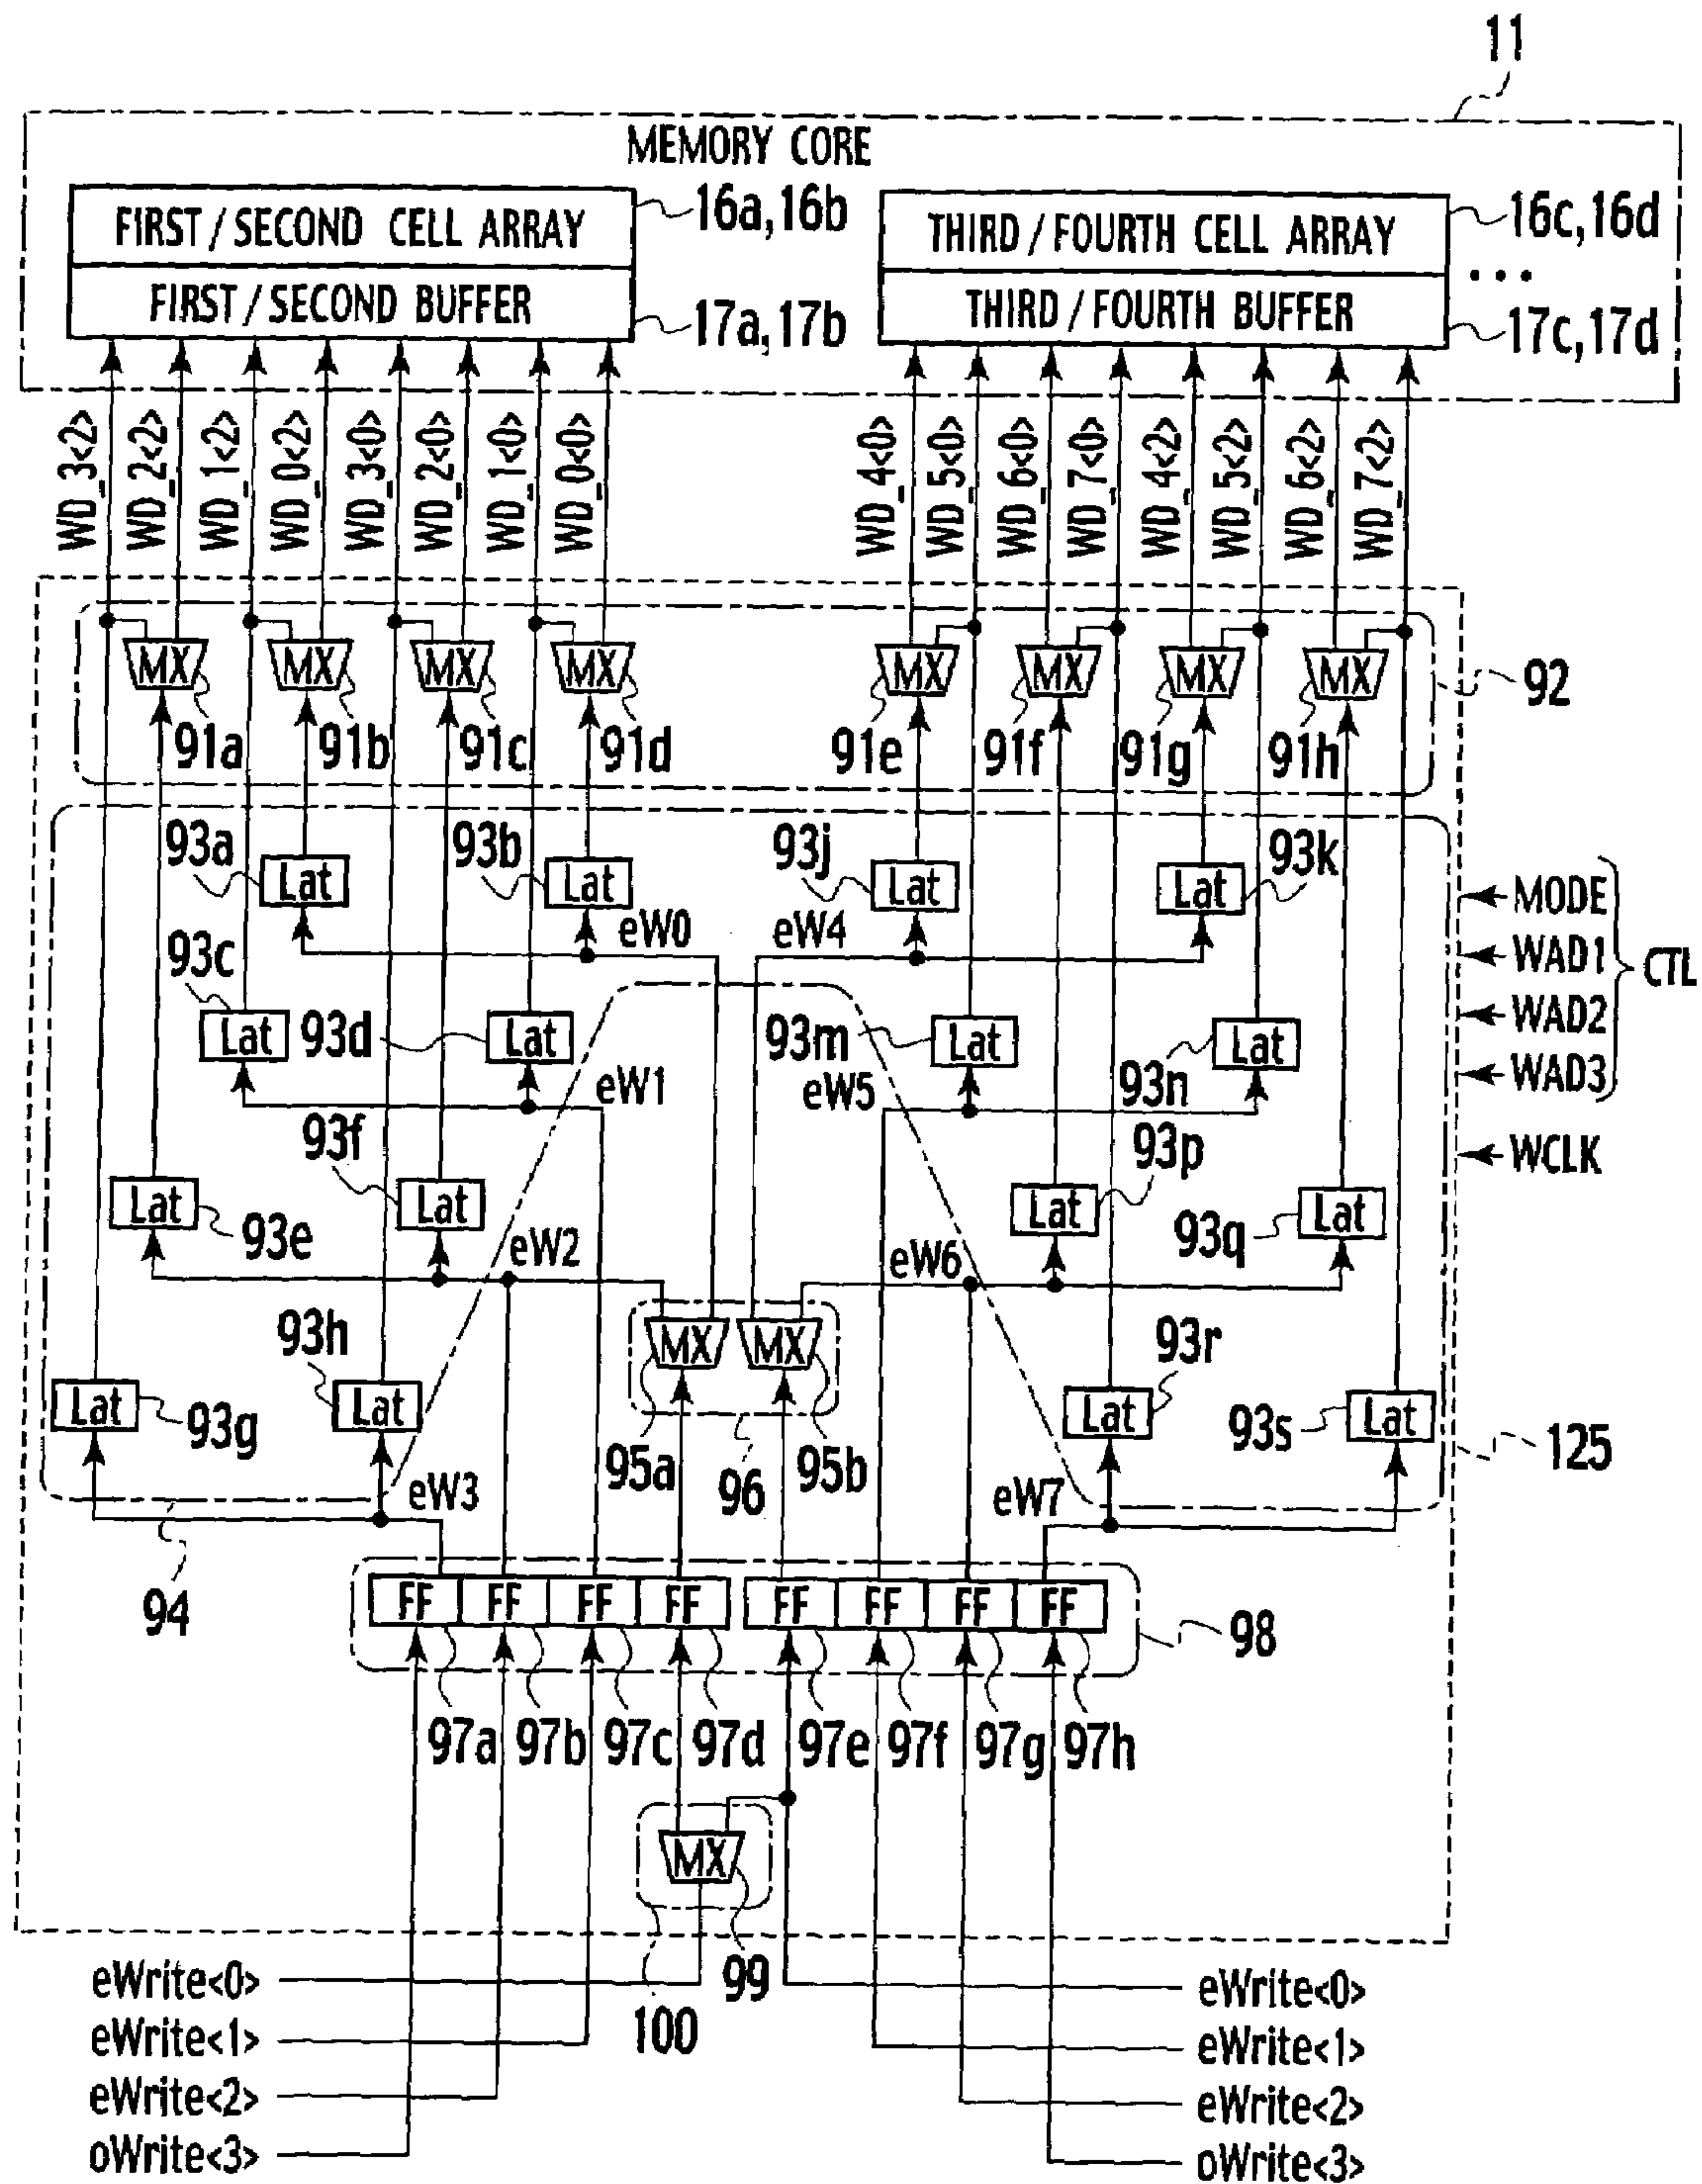 11
MEMORY CORE
FIRST / SECOND CELL ARRAY
16a, 16b
THIRD / FOURTH CELL ARRAY
16c, 16d
FIRST / SECOND BUFFER
17a, 17b
THIRD / FOURTH BUFFER
17c, 17d
...
WD_3<2>
WD_2<2>
WD_1<2>
WD_0<2>
WD_3<0>
WD_2<0>
WD_1<0>
WD_0<0>
WD_4<0>
WD_5<0>
WD_6<0>
WD_7<0>
WD_4<2>
WD_5<2>
WD_6<2>
WD_7<2>
MX MX MX MX MX MX MX MX
92
91a 91b 91c 91d 91e 91f 91g 91h
93a 93b 93j 93k
Lat Lat Lat Lat
MODE
eW0 eW4
WAD1
CTL
93c
WAD2
Lat 93d Lat 93m Lat Lat
93n
WAD3
eW1 eW5
93f 93p
WCLK
Lat Lat Lat Lat
93e 93q
eW2 eW6
93h MX MX 93r
Lat 93g Lat Lat 93s Lat
125
95a 96 95b
eW3 eW7
94
FF FF FF FF FF FF FF FF
98
97a 97b 97c 97d 97e 97f 97g 97h
MX
99
100
eWrite<0> eWrite<0>
eWrite<1> eWrite<1>
eWrite<2> eWrite<2>
oWrite<3> oWrite<3>